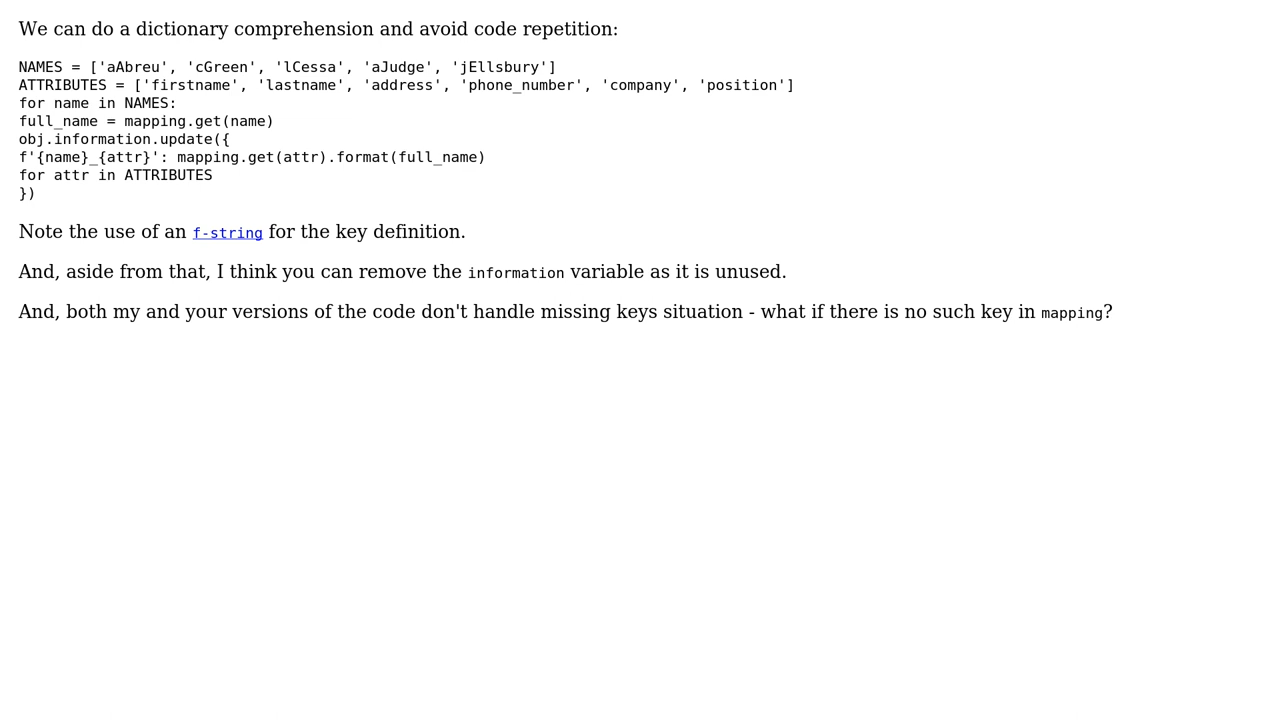 We can do a dictionary comprehension and avoid code repetition:
NAMES = ['aAbreu', 'cGreen', 'lCessa', 'aJudge', 'jEllsbury']
ATTRIBUTES = ['firstname', 'lastname', 'address', 'phone_number', 'company', 'position']
for name in NAMES:
full_name = mapping.get(name)
obj.information.update({
f'{name}_{attr}': mapping.get(attr).format(full_name)
for attr in ATTRIBUTES
})
Note the use of an f-string for the key definition.
And, aside from that, I think you can remove the information variable as it is unused.
And, both my and your versions of the code don't handle missing keys situation - what if there is no such key in mapping?